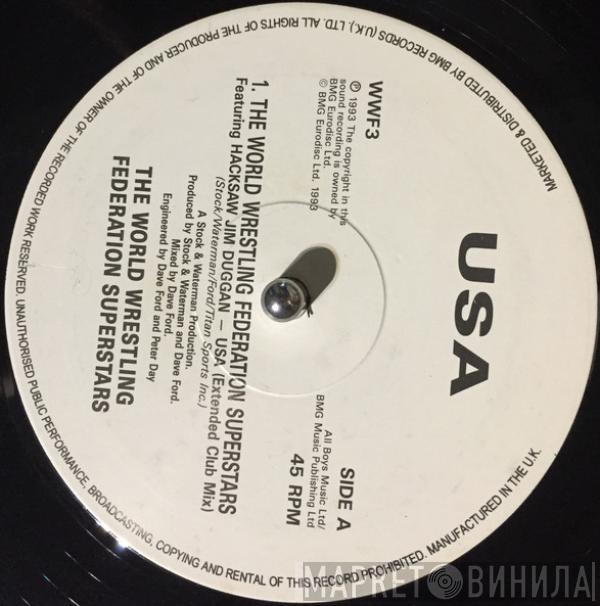 USA
WWF3
℗ 1993 The copyright in this
sound recording is owned by
BMG Eurodisc Ltd.
© BMG Eurodisc Ltd. 1993
SIDE A
All Boys Music Ltd/
BMG Music Publishing Ltd
45 RPM
1. THE WORLD WRESTLING FEDERATION SUPERSTARS
Featuring HACKSAW JIM DUGGAN – USA (Extended Club Mix)
(Stock/Waterman/Ford/Titan Sports Inc.)
A Stock & Waterman Production.
Produced by Stock & Waterman and Dave Ford.
Mixed by Dave Ford.
Engineered by Dave Ford and Peter Day
THE WORLD WRESTLING
FEDERATION SUPERSTARS
MARKETED & DISTRIBUTED BY BMG RECORDS (U.K.). LTD. ALL RIGHTS OF THE PRODUCER AND OF THE OWNER OF THE RECORDED WORK RESERVED. UNAUTHORISED PUBLIC PERFORMANCE, BROADCASTING, COPYING AND RENTAL OF THIS RECORD PROHIBITED. MANUFACTURED IN THE U.K.
МАРКЕТ ВИНИЛА